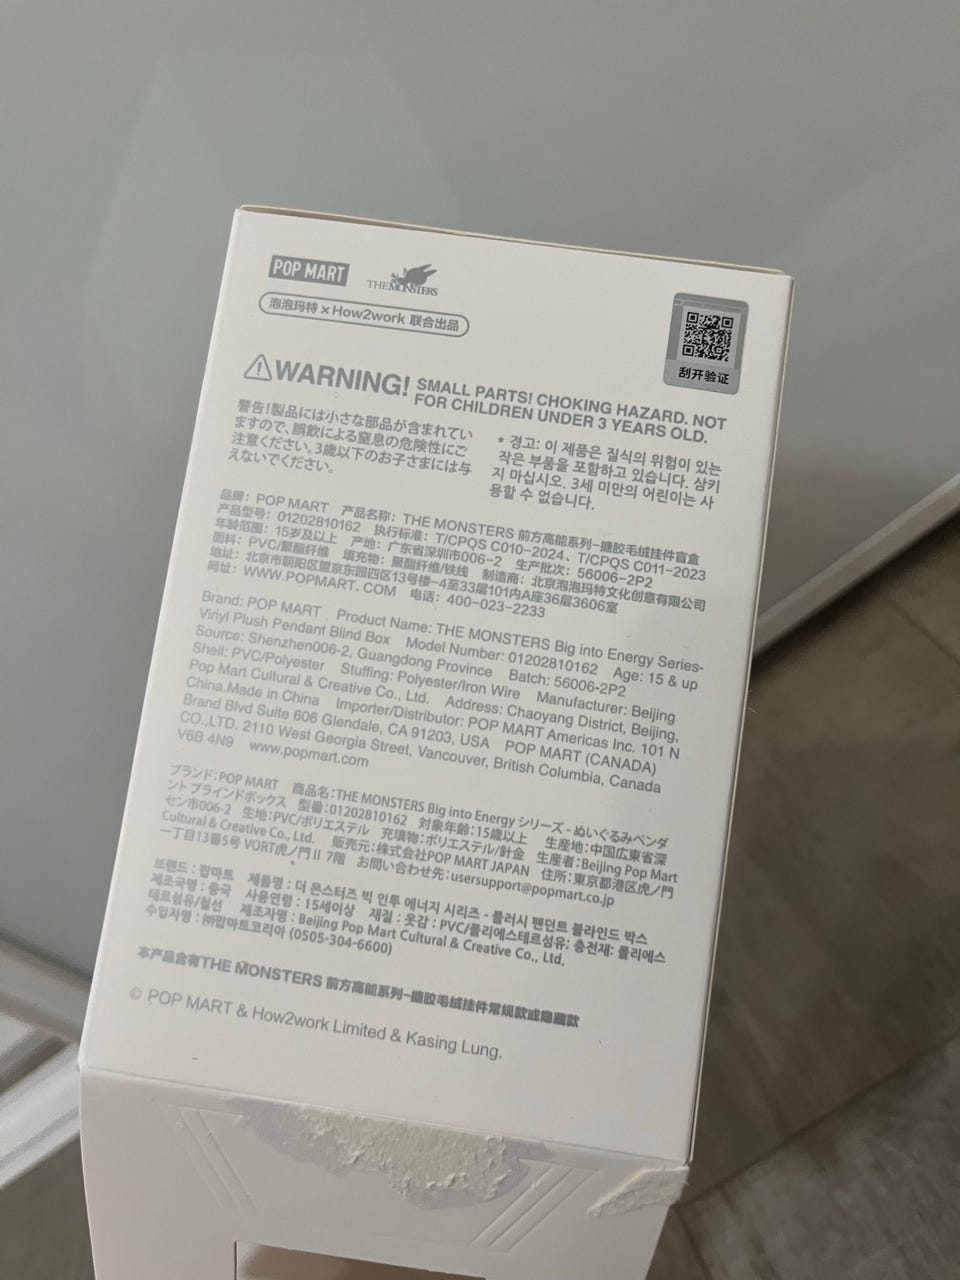 POP MART
THE MONSTERS
泡泡玛特 × How2work 联合出品
刮开验证
WARNING! SMALL PARTS! CHOKING HAZARD. NOT
FOR CHILDREN UNDER 3 YEARS OLD.
警告!製品には小さな部品が含まれてい
ますので、誤飲による窒息の危険性にご
注意ください。3歳以下のお子さまには与
えないでください。
* 경고: 이 제품은 질식의 위험이 있는
작은 부품을 포함하고 있습니다. 삼키
지 마십시오. 3세 미만의 어린이는 사
용할 수 없습니다.
品牌: POP MART 产品名称: THE MONSTERS 前方高能系列-搪胶毛绒挂件盲盒
产品型号: 01202810162 执行标准: T/CPQS C010-2024、T/CPQS C011-2023
年龄范围: 15岁及以上 产地: 广东省深圳市006-2 生产批次: 56006-2P2
面料: PVC/聚酯纤维 填充物: 聚酯纤维/铁线 制造商: 北京泡泡玛特文化创意有限公司
地址: 北京市朝阳区望京东园四区13号楼-4至33层101内A座36层3606室
网址: WWW.POPMART.COM 电话: 400-023-2233
Brand: POP MART Product Name: THE MONSTERS Big into Energy Series-
Vinyl Plush Pendant Blind Box Model Number: 01202810162 Age: 15 & up
Source: Shenzhen006-2, Guangdong Province Batch: 56006-2P2
Shell: PVC/Polyester Stuffing: Polyester/Iron Wire Manufacturer: Beijing
Pop Mart Cultural & Creative Co., Ltd. Address: Chaoyang District, Beijing,
China.Made in China Importer/Distributor: POP MART Americas Inc. 101 N
Brand Blvd Suite 606 Glendale, CA 91203, USA POP MART (CANADA)
CO.,LTD. 2110 West Georgia Street, Vancouver, British Columbia, Canada
V6B 4N9 www.popmart.com
ブランド:POP MART 商品名:THE MONSTERS Big into Energy シリーズ - ぬいぐるみペンダ
ント ブラインドボックス 型番:01202810162 対象年齢:15歳以上 生産地:中国広東省深
セン市006-2 生地:PVC/ポリエステル 充填物:ポリエステル/針金 生産者:Beijing Pop Mart
Cultural & Creative Co., Ltd. 販売元:株式会社POP MART JAPAN 住所:東京都港区虎ノ門
一丁目13番5号 VORT虎ノ門Ⅱ 7階 お問い合わせ先:usersupport@popmart.co.jp
브랜드 : 팝마트 제품명 : 더 몬스터즈 빅 인투 에너지 시리즈 - 플러시 펜던트 블라인드 박스
제조국명 : 중국 사용연령 : 15세이상 재질 : 옷감 : PVC/폴리에스테르섬유; 충전재: 폴리에스
테르섬유/철선 제조자명 : Beijing Pop Mart Cultural & Creative Co., Ltd.
수입자명 : ㈜팝마트코리아 (0505-304-6600)
本产品含有THE MONSTERS 前方高能系列-搪胶毛绒挂件常规款或隐藏款
© POP MART & How2work Limited & Kasing Lung.